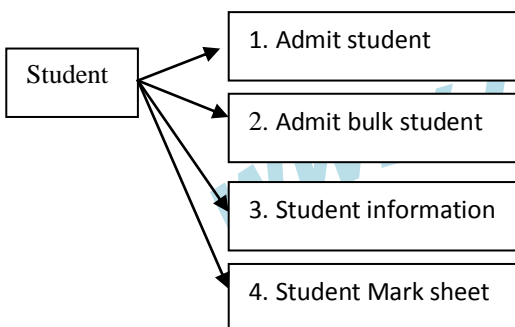 Student
1. Admit student
2. Admit bulk student
3. Student information
4. Student Mark sheet